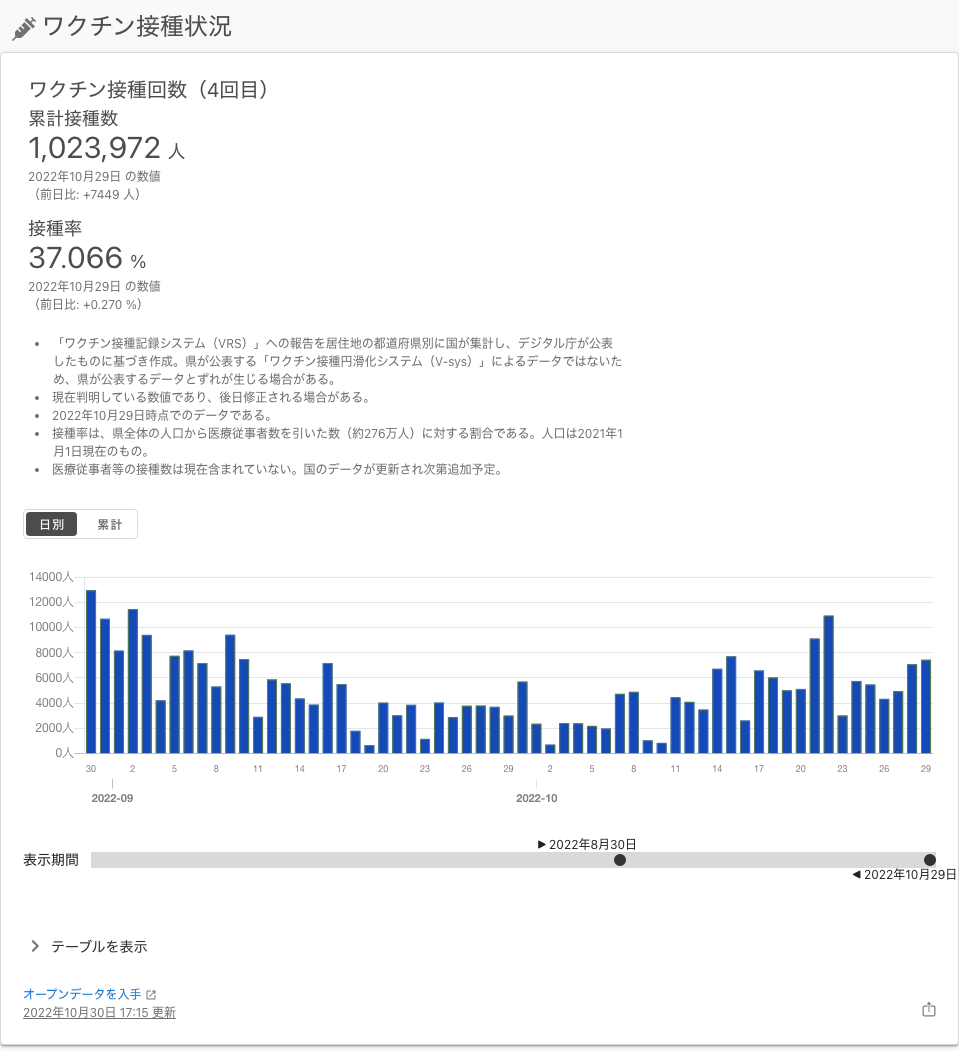 ワクチン接種状況
ワクチン接種回数（4回目）
累計接種数
1,023,972 人
2022年10月29日 の数値
（前日比: +7449 人）
接種率
37.066 %
2022年10月29日 の数値
（前日比: +0.270 %）
• 「ワクチン接種記録システム（VRS）」への報告を居住地の都道府県別に国が集計し、デジタル庁が公表
したものに基づき作成。県が公表する「ワクチン接種円滑化システム（V-sys）」によるデータではないた
め、県が公表するデータとずれが生じる場合がある。
• 現在判明している数値であり、後日修正される場合がある。
• 2022年10月29日時点でのデータである。
• 接種率は、県全体の人口から医療従事者数を引いた数（約276万人）に対する割合である。人口は2021年1
月1日現在のもの。
• 医療従事者等の接種数は現在含まれていない。国のデータが更新され次第追加予定。
日別 累計
14000人
12000人
10000人
8000人
6000人
4000人
2000人
0人
30 2 5 8 11 14 17 20 23 26 29 2 5 8 11 14 17 20 23 26 29
2022-09 2022-10
▶ 2022年8月30日
表示期間
◀ 2022年10月29日
テーブルを表示
オープンデータを入手
2022年10月30日 17:15 更新